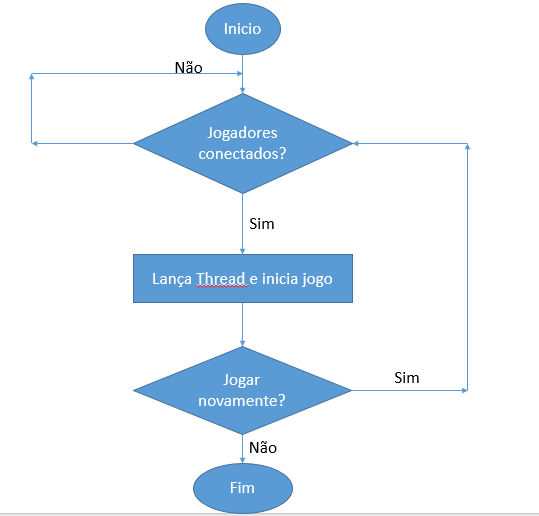 Inicio
Não
Jogadores
conectados?
Sim
Lança Thread e inicia jogo
Jogar
novamente?
Sim
Não
Fim